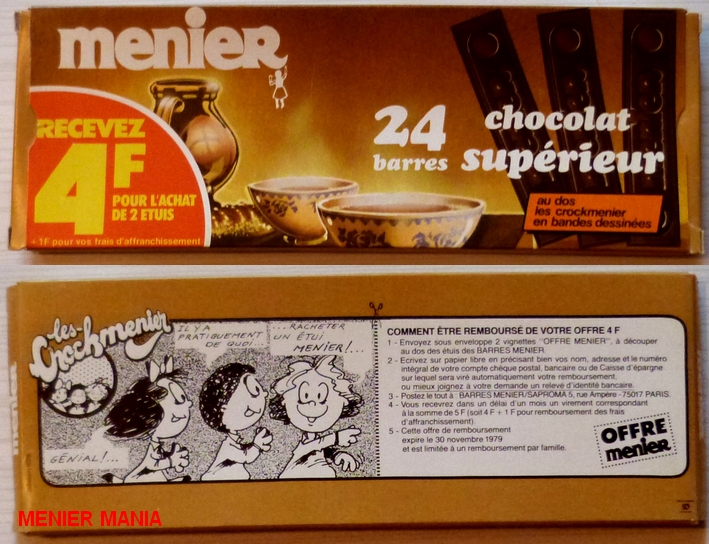 menier
RECEVEZ
4F
POUR L'ACHAT
DE 2 ETUIS
+ 1F pour vos frais d'affranchissement
24
barres
chocolat
supérieur
au dos
les crockmenier
en bandes dessinées
les
Crockmenier
IL Y A
PRATIQUEMENT
DE QUOI...
... RACHETER
UN ÉTUI
MENIER!...
GÉNIAL!...
COMMENT ÊTRE REMBOURSÉ DE VOTRE OFFRE 4 F
1 - Envoyez sous enveloppe 2 vignettes "OFFRE MENIER", à découper
au dos des étuis des BARRES MENIER.
2 - Ecrivez sur papier libre en précisant bien vos nom, adresse et le numéro
intégral de votre compte chèque postal, bancaire ou de Caisse d'épargne
sur lequel sera viré automatiquement votre remboursement,
ou mieux joignez à votre demande un relevé d'identité bancaire.
3 - Postez le tout à : BARRES MENIER/SAPROMA 5, rue Ampère - 75017 PARIS.
4 - Vous recevrez dans un délai d'un mois un virement correspondant
à la somme de 5 F (soit 4 F + 1 F pour remboursement des frais
d'affranchissement)
5 - Cette offre de remboursement
expire le 30 novembre 1979
et est limitée à un remboursement par famille.
OFFRE
menier
MENIER MANIA